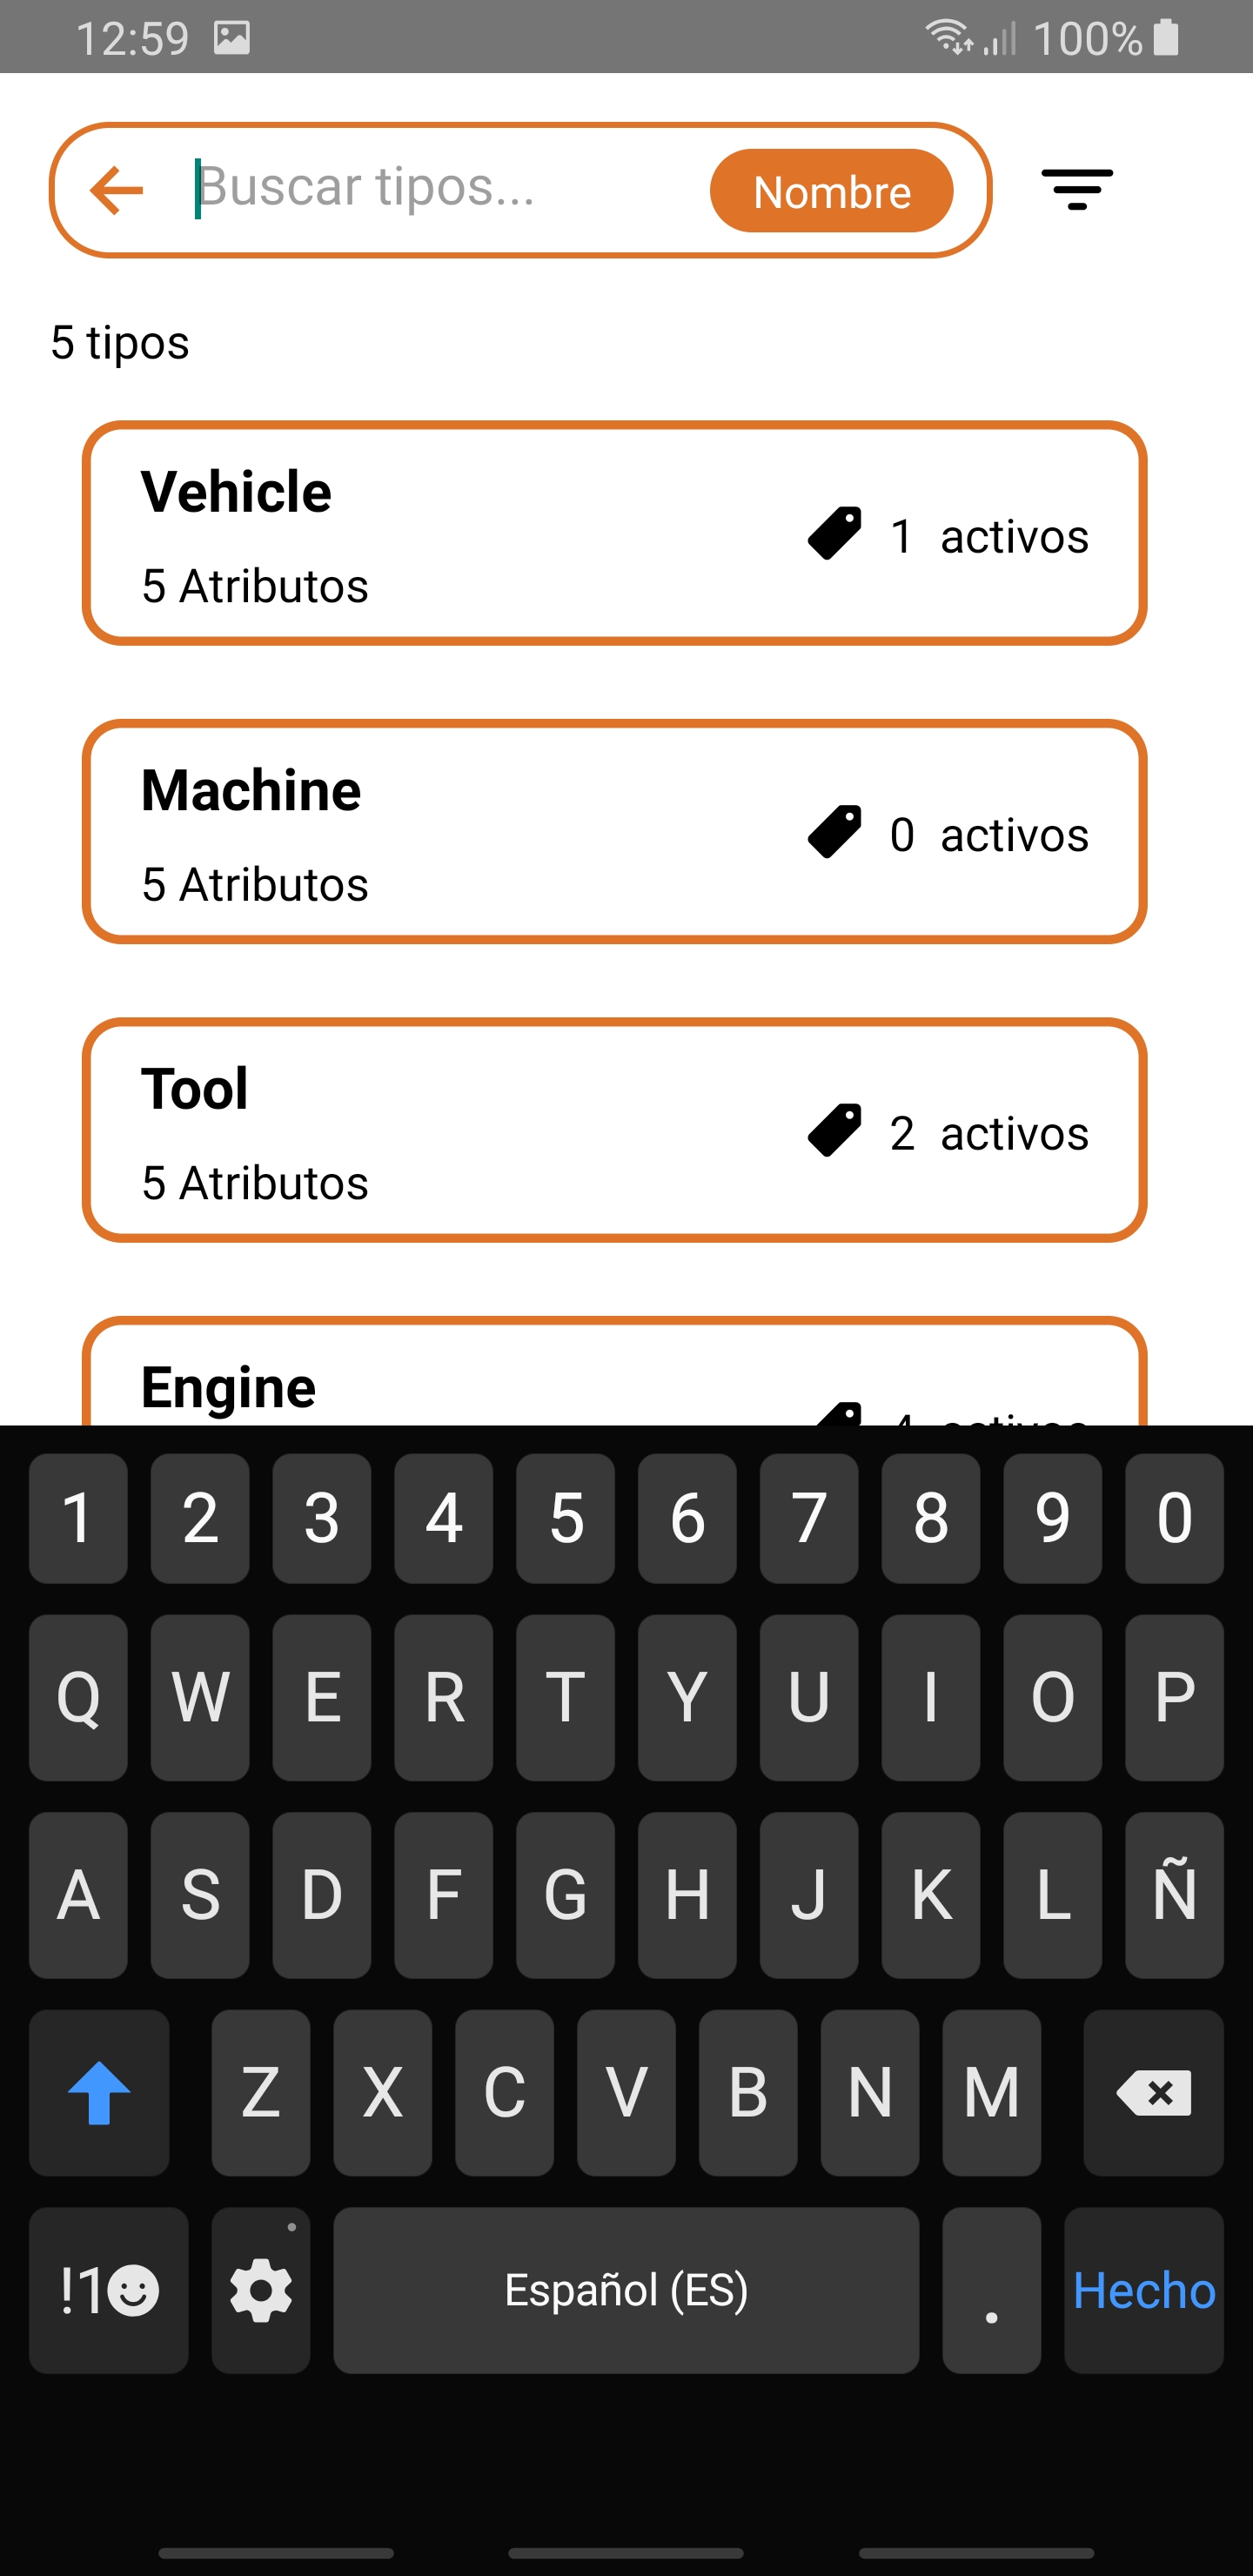 12:59 100%
Buscar tipos... Nombre
5 tipos
Vehicle
1 activos
5 Atributos
Machine
0 activos
5 Atributos
Tool
2 activos
5 Atributos
Engine
4 activos
1 2 3 4 5 6 7 8 9 0
Q W E R T Y U I O P
A S D F G H J K L Ñ
Z X C V B N M
!1 Español (ES) . Hecho